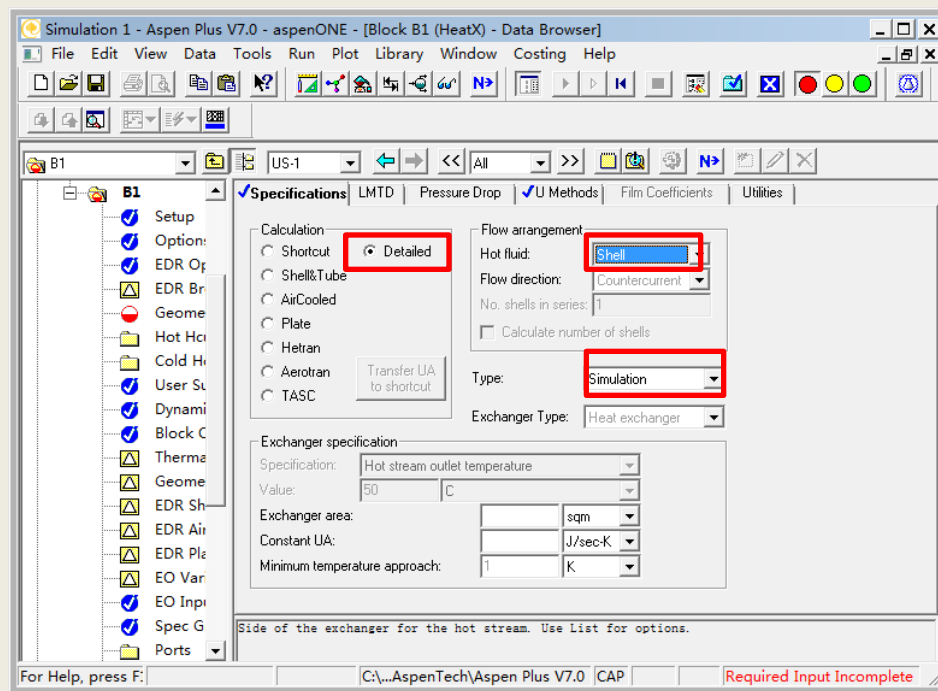 Simulation 1 - Aspen Plus V7.0 - aspenONE - [Block B1 (HeatX) - Data Browser]
File Edit View Data Tools Run Plot Library Window Costing Help
N➔
B1 US-1 << All >> N➔
B1
Setup
Option:
EDR Op
EDR Br
Geome
Hot Hcu
Cold Hc
User Su
Dynami
Block C
Therma
Geome
EDR Sh
EDR Air
EDR Pla
EO Vari
EO Inpu
Spec G
Ports
Specifications LMTD Pressure Drop U Methods Film Coefficients Utilities
Calculation
Shortcut Detailed
Shell&Tube
AirCooled
Plate
Hetran
Aerotran
TASC
Transfer UA
to shortcut
Flow arrangement
Hot fluid: Shell
Flow direction: Countercurrent
No. shells in series: 1
Calculate number of shells
Type: Simulation
Exchanger Type: Heat exchanger
Exchanger specification
Specification: Hot stream outlet temperature
Value: 50 C
Exchanger area: sqm
Constant UA: J/sec-K
Minimum temperature approach: 1 K
Side of the exchanger for the hot stream. Use List for options.
For Help, press F: C:\...AspenTech\Aspen Plus V7.0 CAP Required Input Incomplete